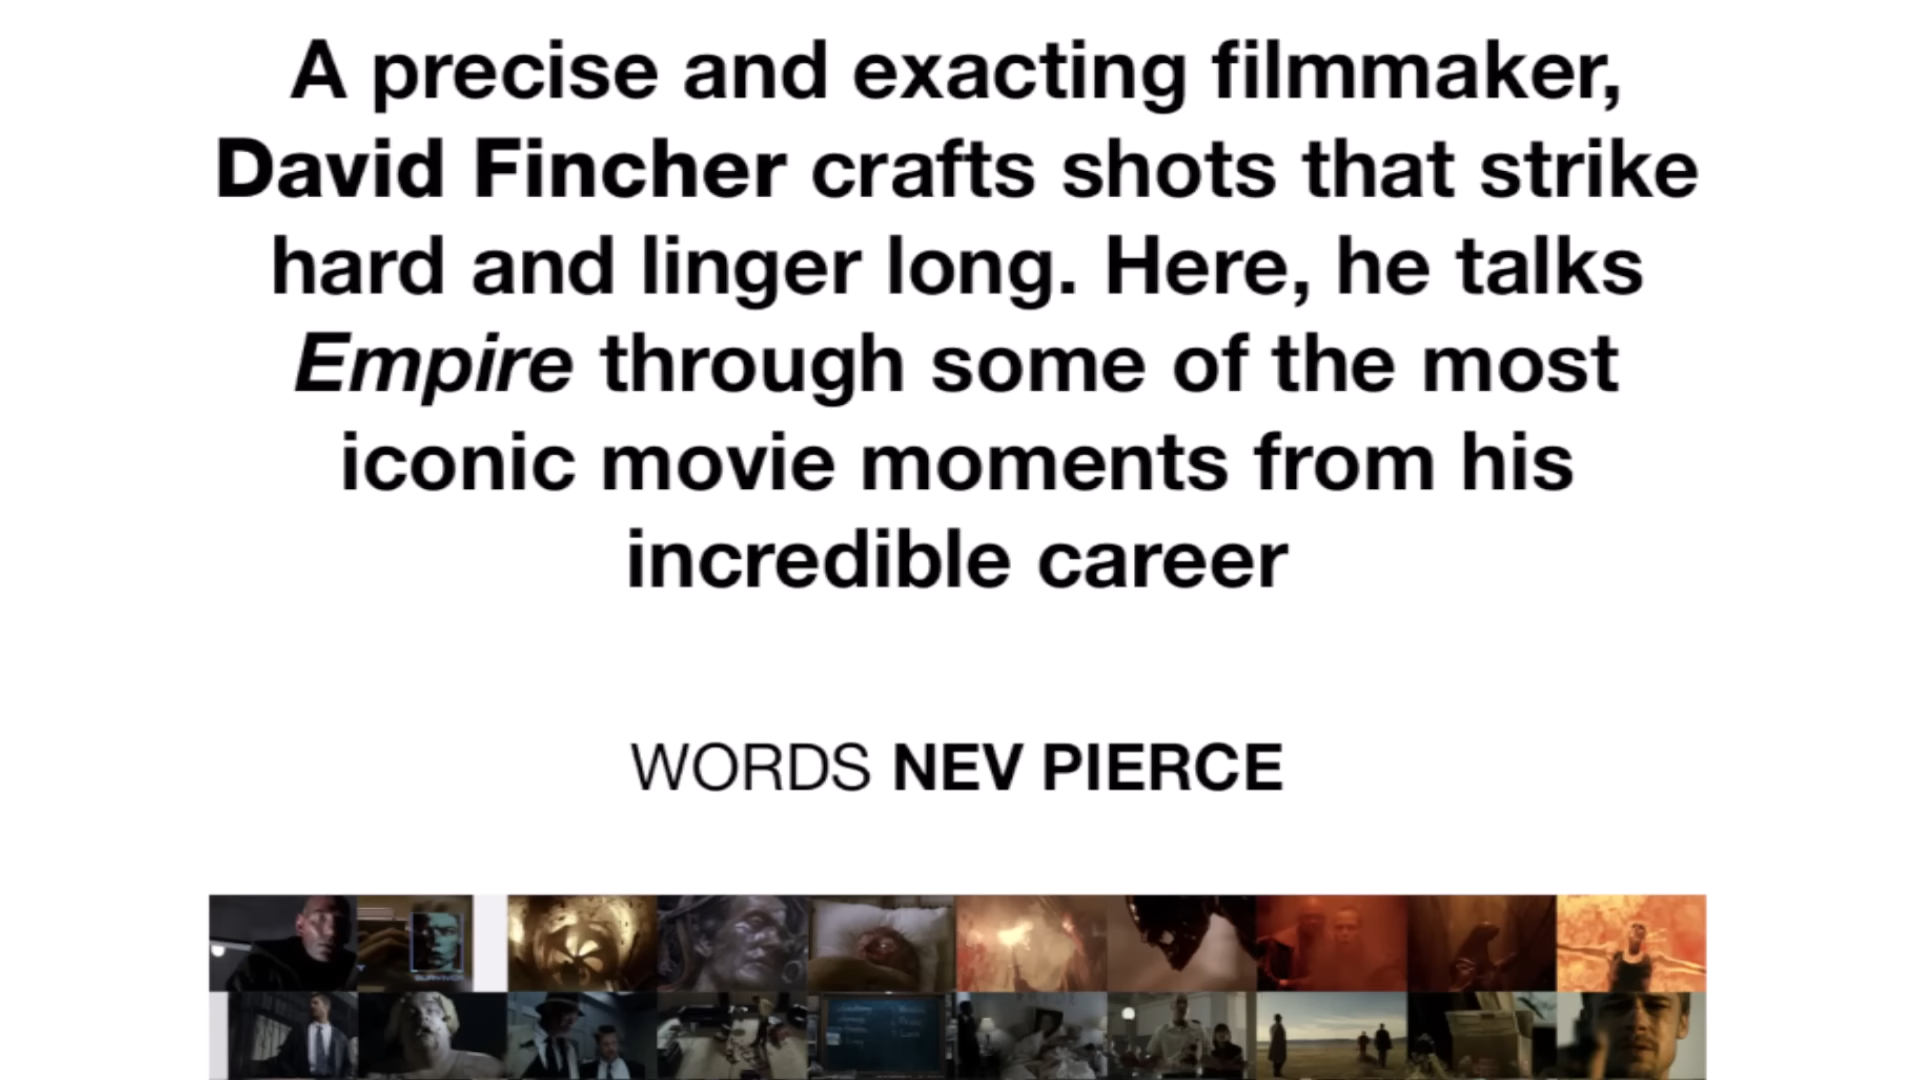 A precise and exacting filmmaker,
David Fincher crafts shots that strike
hard and linger long. Here, he talks
Empire through some of the most
iconic movie moments from his
incredible career
WORDS NEV PIERCE